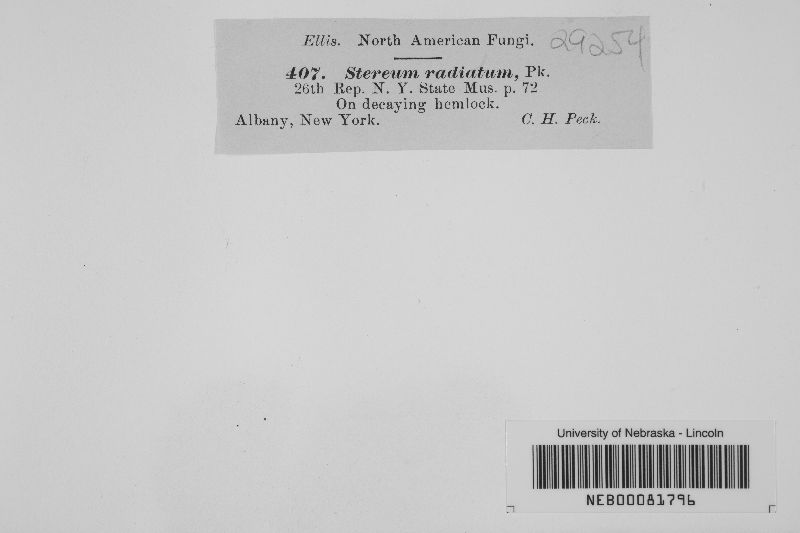 Ellis. North American Fungi. 29254
407. Stereum radiatum, Pk.
26th Rep. N. Y. State Mus. p. 72
On decaying hemlock.
Albany, New York. C. H. Peck.
University of Nebraska - Lincoln
NEB00081796